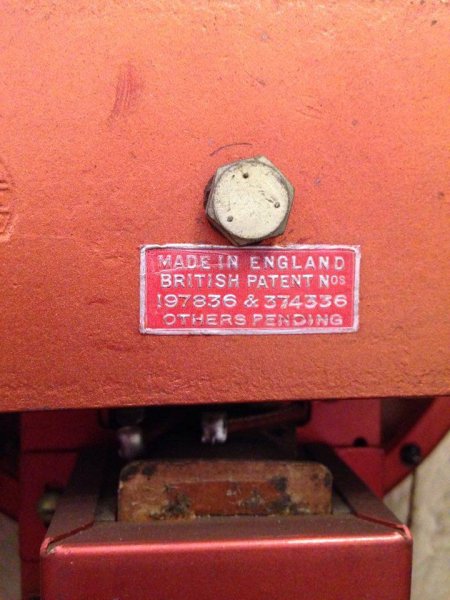 MADE IN ENGLAND
BRITISH PATENT Nos
197836 & 374336
OTHERS PENDING